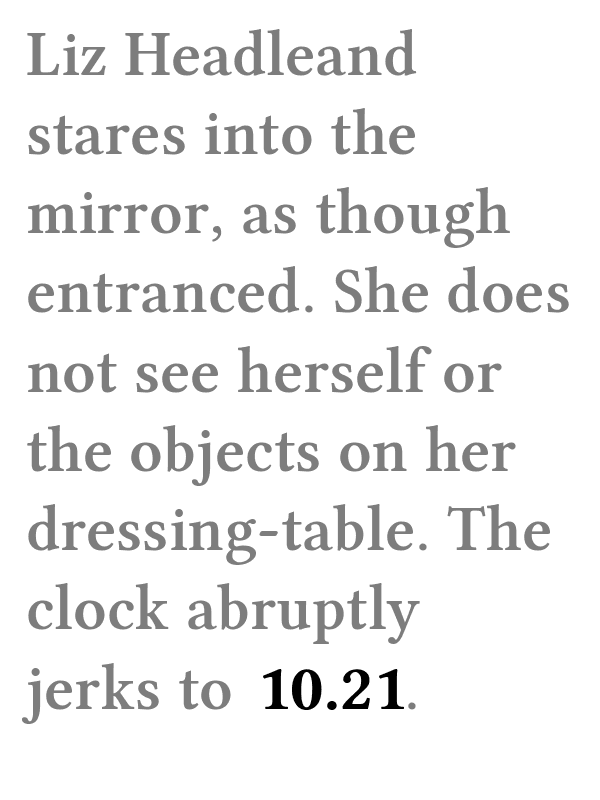 Liz Headleand
stares into the
mirror, as though
entranced. She does
not see herself or
the objects on her
dressing-table. The
clock abruptly
jerks to 10.21.